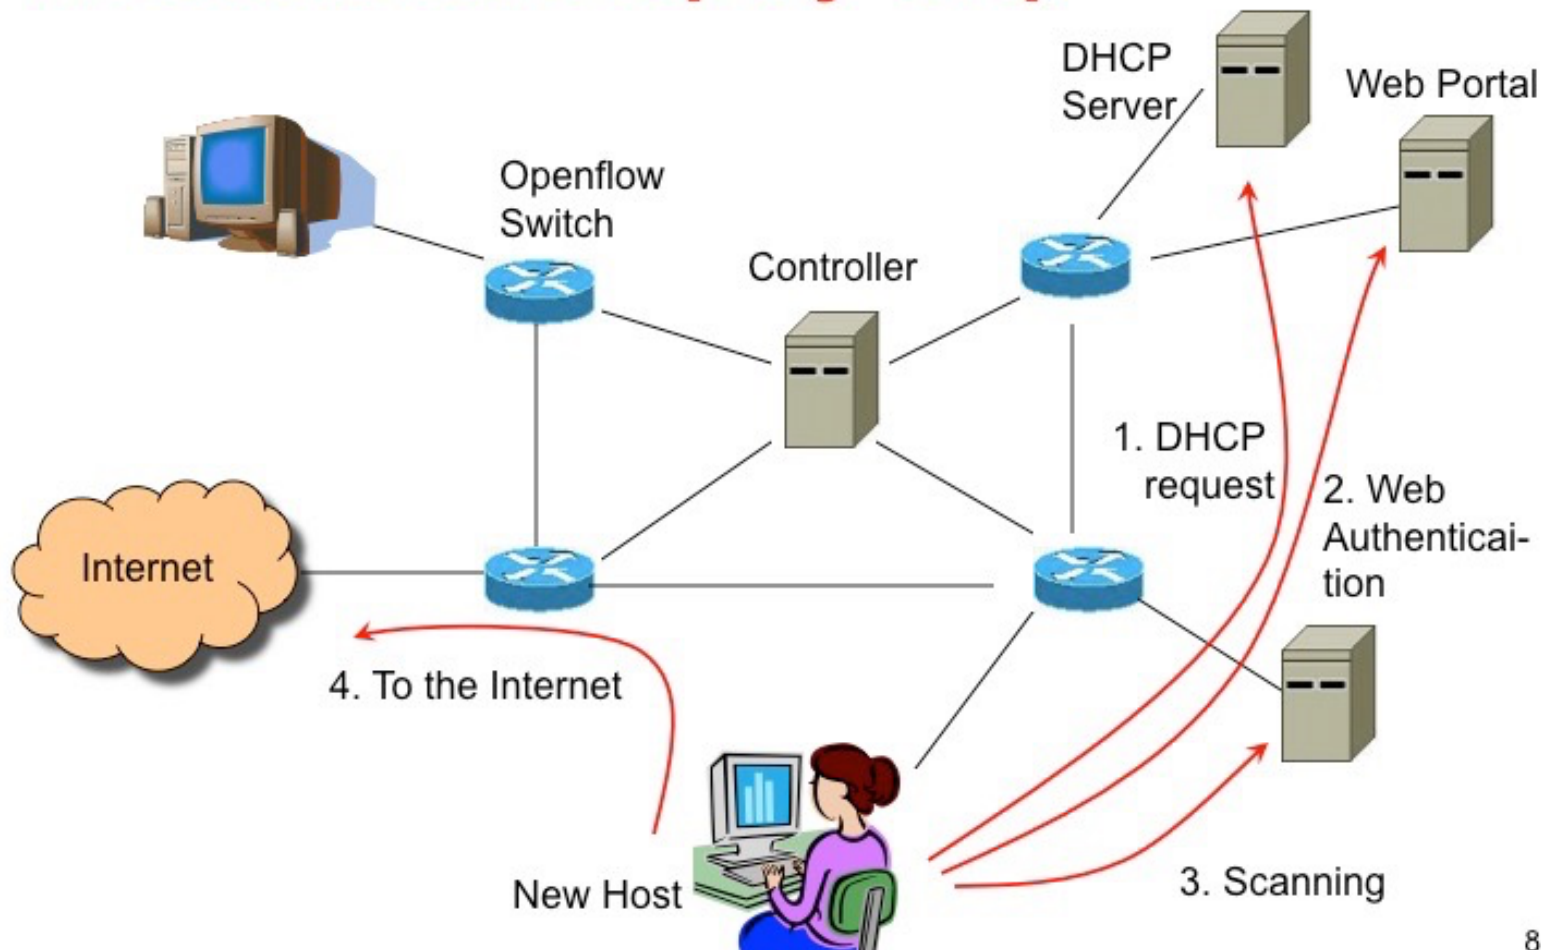 DHCP
Server
Web Portal
Openflow
Switch
Controller
1. DHCP
request
2. Web
Authenticai-
tion
Internet
4. To the Internet
3. Scanning
New Host
8